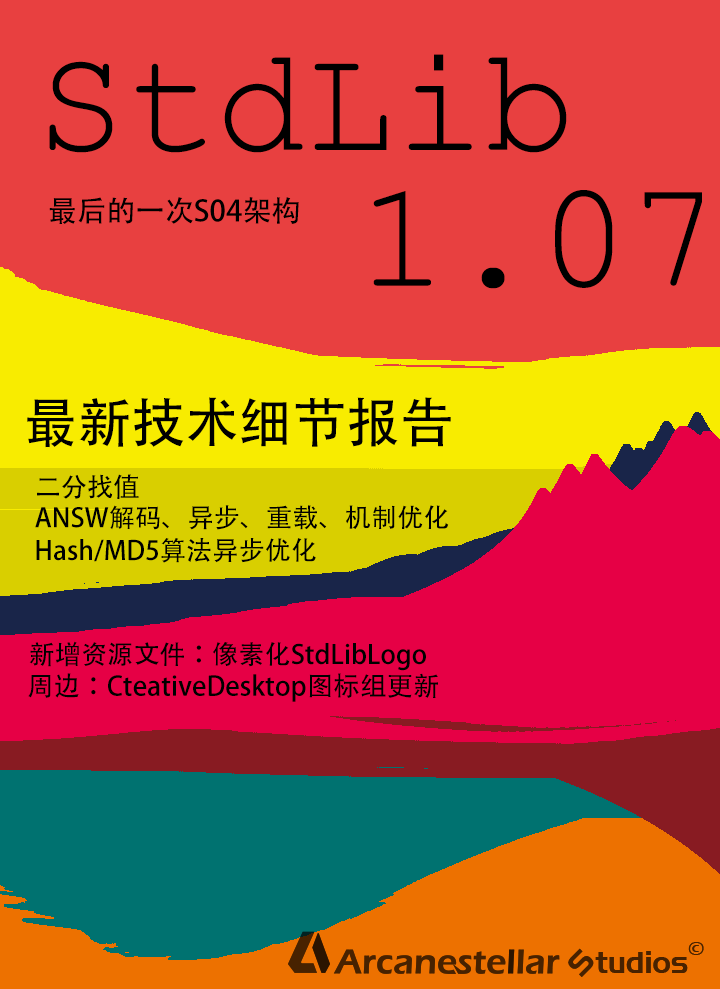 StdLib
1.07
最后的一次S04架构
最新技术细节报告
二分找值
ANSW解码、异步、重载、机制优化
Hash/MD5算法异步优化
新增资源文件：像素化StdLibLogo
周边：CteativeDesktop图标组更新
Arcanestellar Studios©